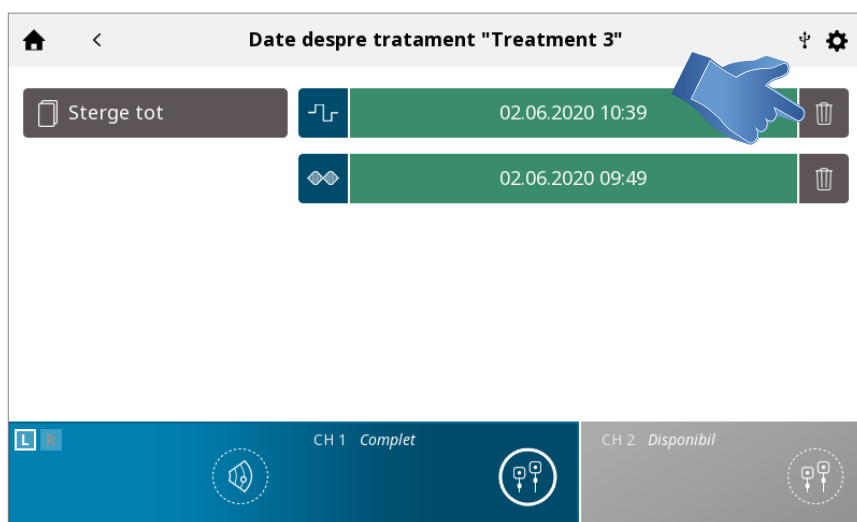 Date despre tratament "Treatment 3"
Sterge tot
02.06.2020 10:39
02.06.2020 09:49
L R
CH 1 Complet
CH 2 Disponibil